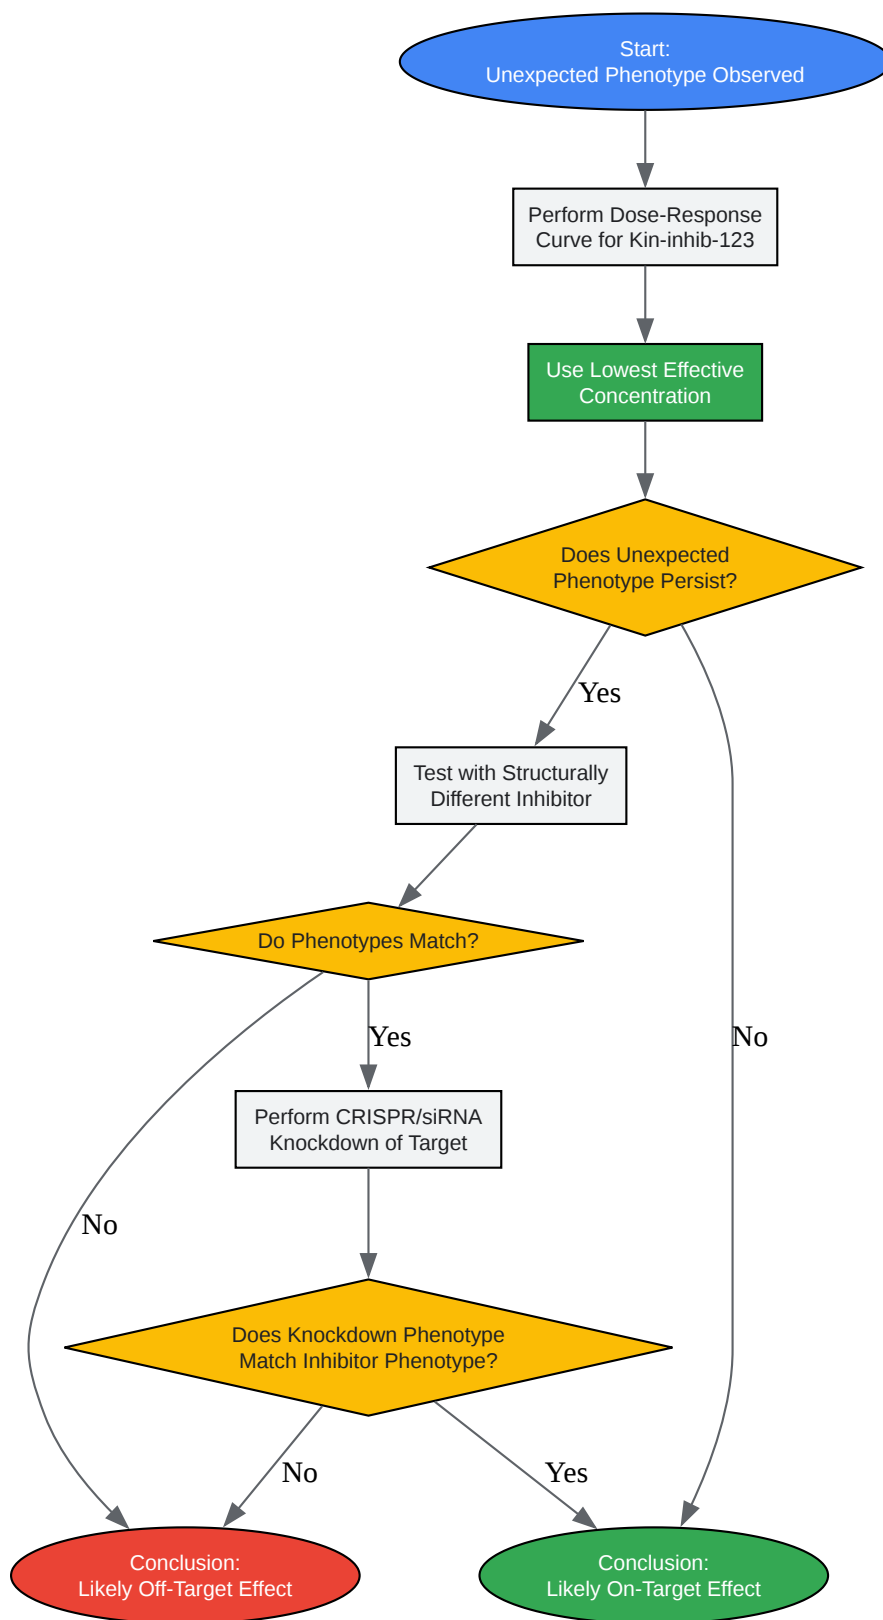 Start:
Unexpected Phenotype Observed
Perform Dose-Response
Curve for Kin-inhib-123
Use Lowest Effective
Concentration
Does Unexpected
Phenotype Persist?
Yes
Test with Structurally
Different Inhibitor
Do Phenotypes Match?
Yes
No
Perform CRISPR/siRNA
Knockdown of Target
No
Does Knockdown Phenotype
Match Inhibitor Phenotype?
No
Yes
Conclusion:
Likely Off-Target Effect
Conclusion:
Likely On-Target Effect